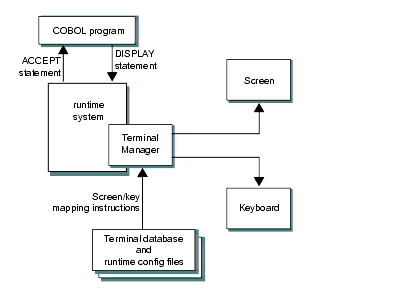 COBOL program
ACCEPT
statement
DISPLAY
statement
runtime
system
Screen
Terminal
Manager
Screen/key
mapping instructions
Keyboard
Terminal database
and
runtime config files